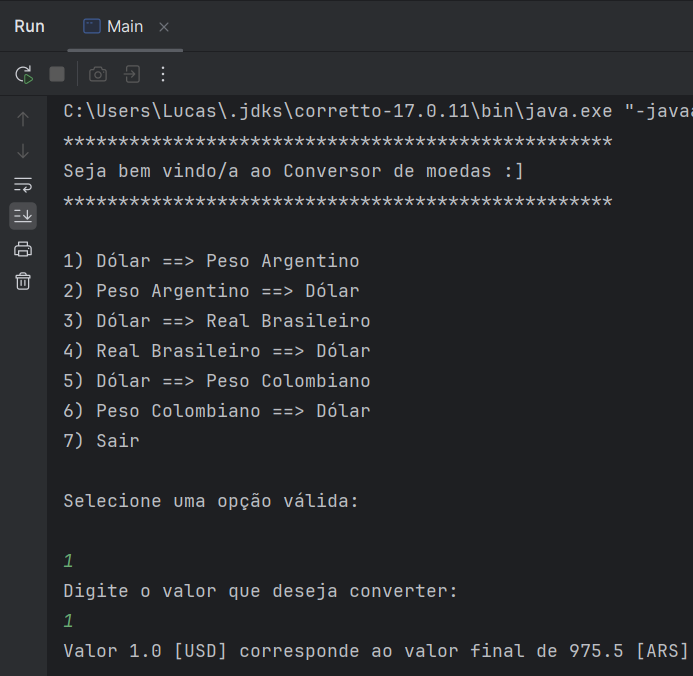 Run Main
C:\Users\Lucas\.jdks\corretto-17.0.11\bin\java.exe "-java
**************************************************
Seja bem vindo/a ao Conversor de moedas :]
**************************************************
1) Dólar ==> Peso Argentino
2) Peso Argentino ==> Dólar
3) Dólar ==> Real Brasileiro
4) Real Brasileiro ==> Dólar
5) Dólar ==> Peso Colombiano
6) Peso Colombiano ==> Dólar
7) Sair
Selecione uma opção válida:
1
Digite o valor que deseja converter:
1
Valor 1.0 [USD] corresponde ao valor final de 975.5 [ARS]